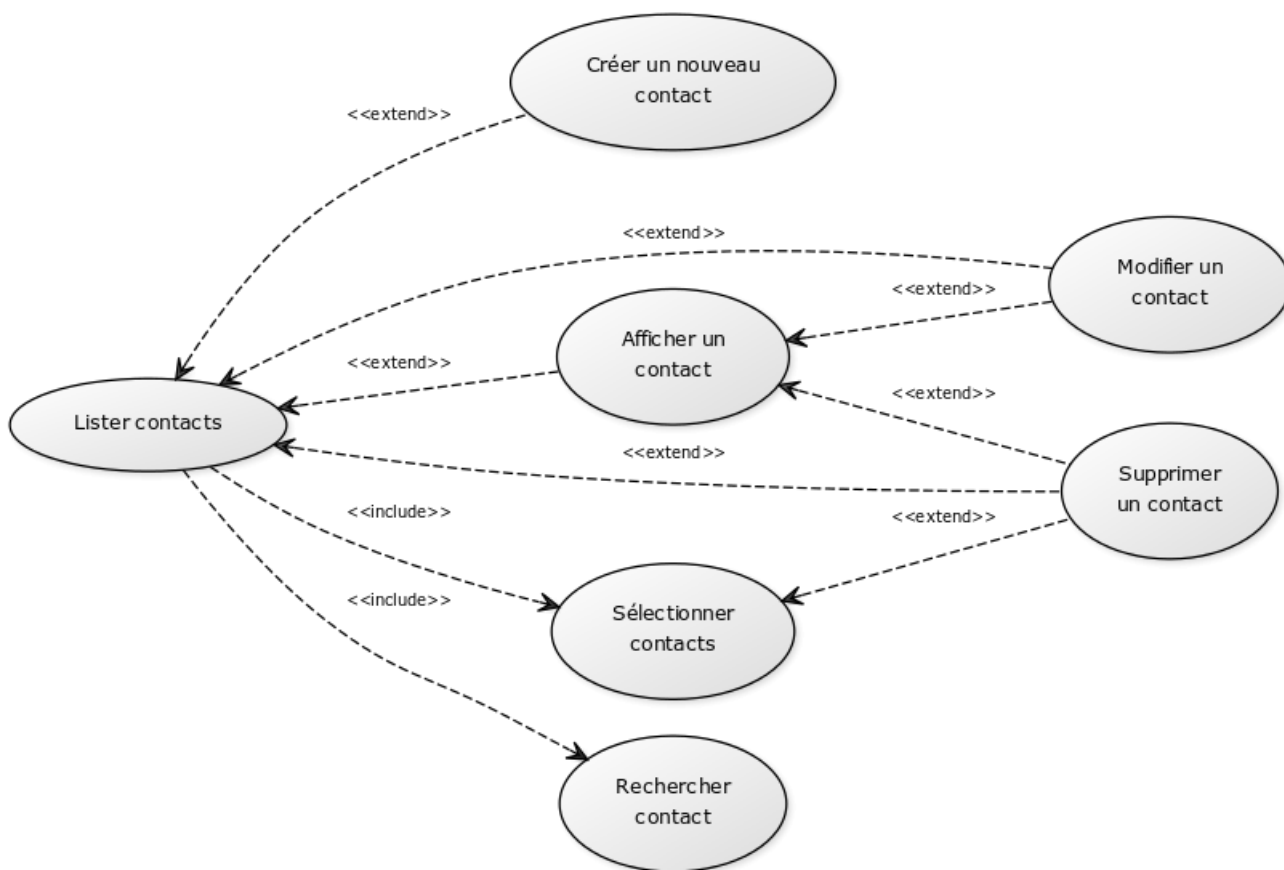 Créer un nouveau
contact
<<extend>>
<<extend>>
Modifier un
contact
<<extend>>
Afficher un
contact
<<extend>>
<<extend>>
Lister contacts
<<extend>>
Supprimer
un contact
<<include>>
<<extend>>
<<include>>
Sélectionner
contacts
Rechercher
contact